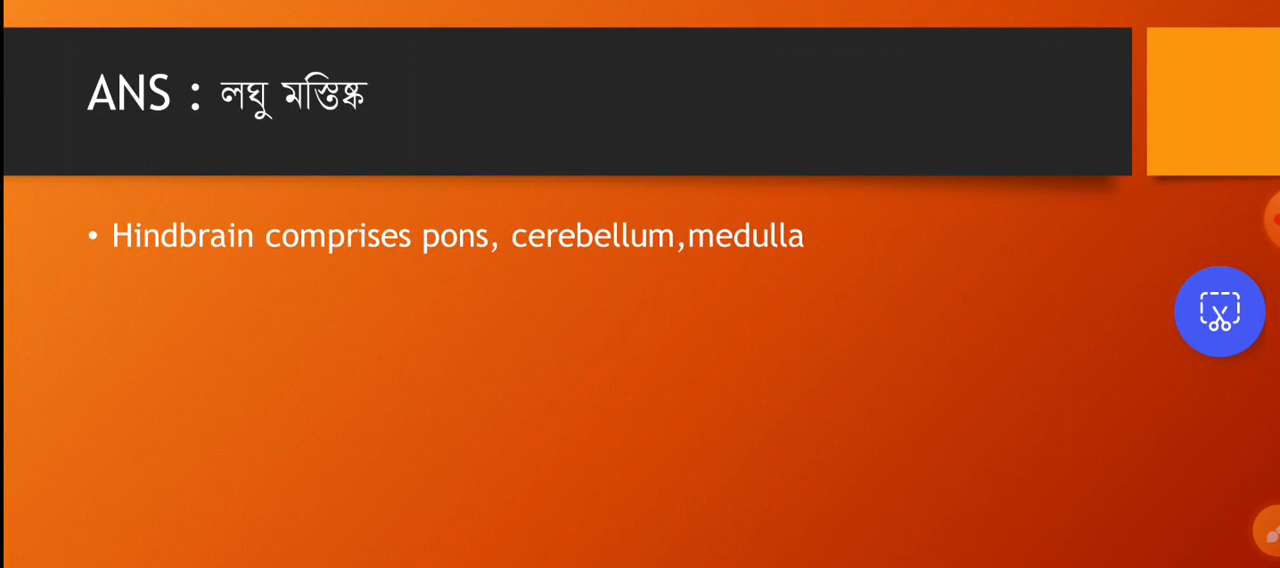 ANS : লঘু মস্তিষ্ক
• Hindbrain comprises pons, cerebellum,medulla